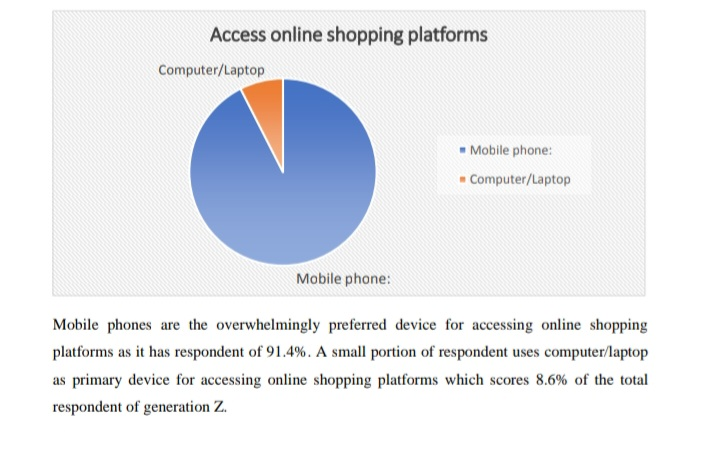 Access online shopping platforms
Computer/Laptop
Mobile phone:
Computer/Laptop
Mobile phone:
Mobile phones are the overwhelmingly preferred device for accessing online shopping
platforms as it has respondent of 91.4%. A small portion of respondent uses computer/laptop
as primary device for accessing online shopping platforms which scores 8.6% of the total
respondent of generation Z.